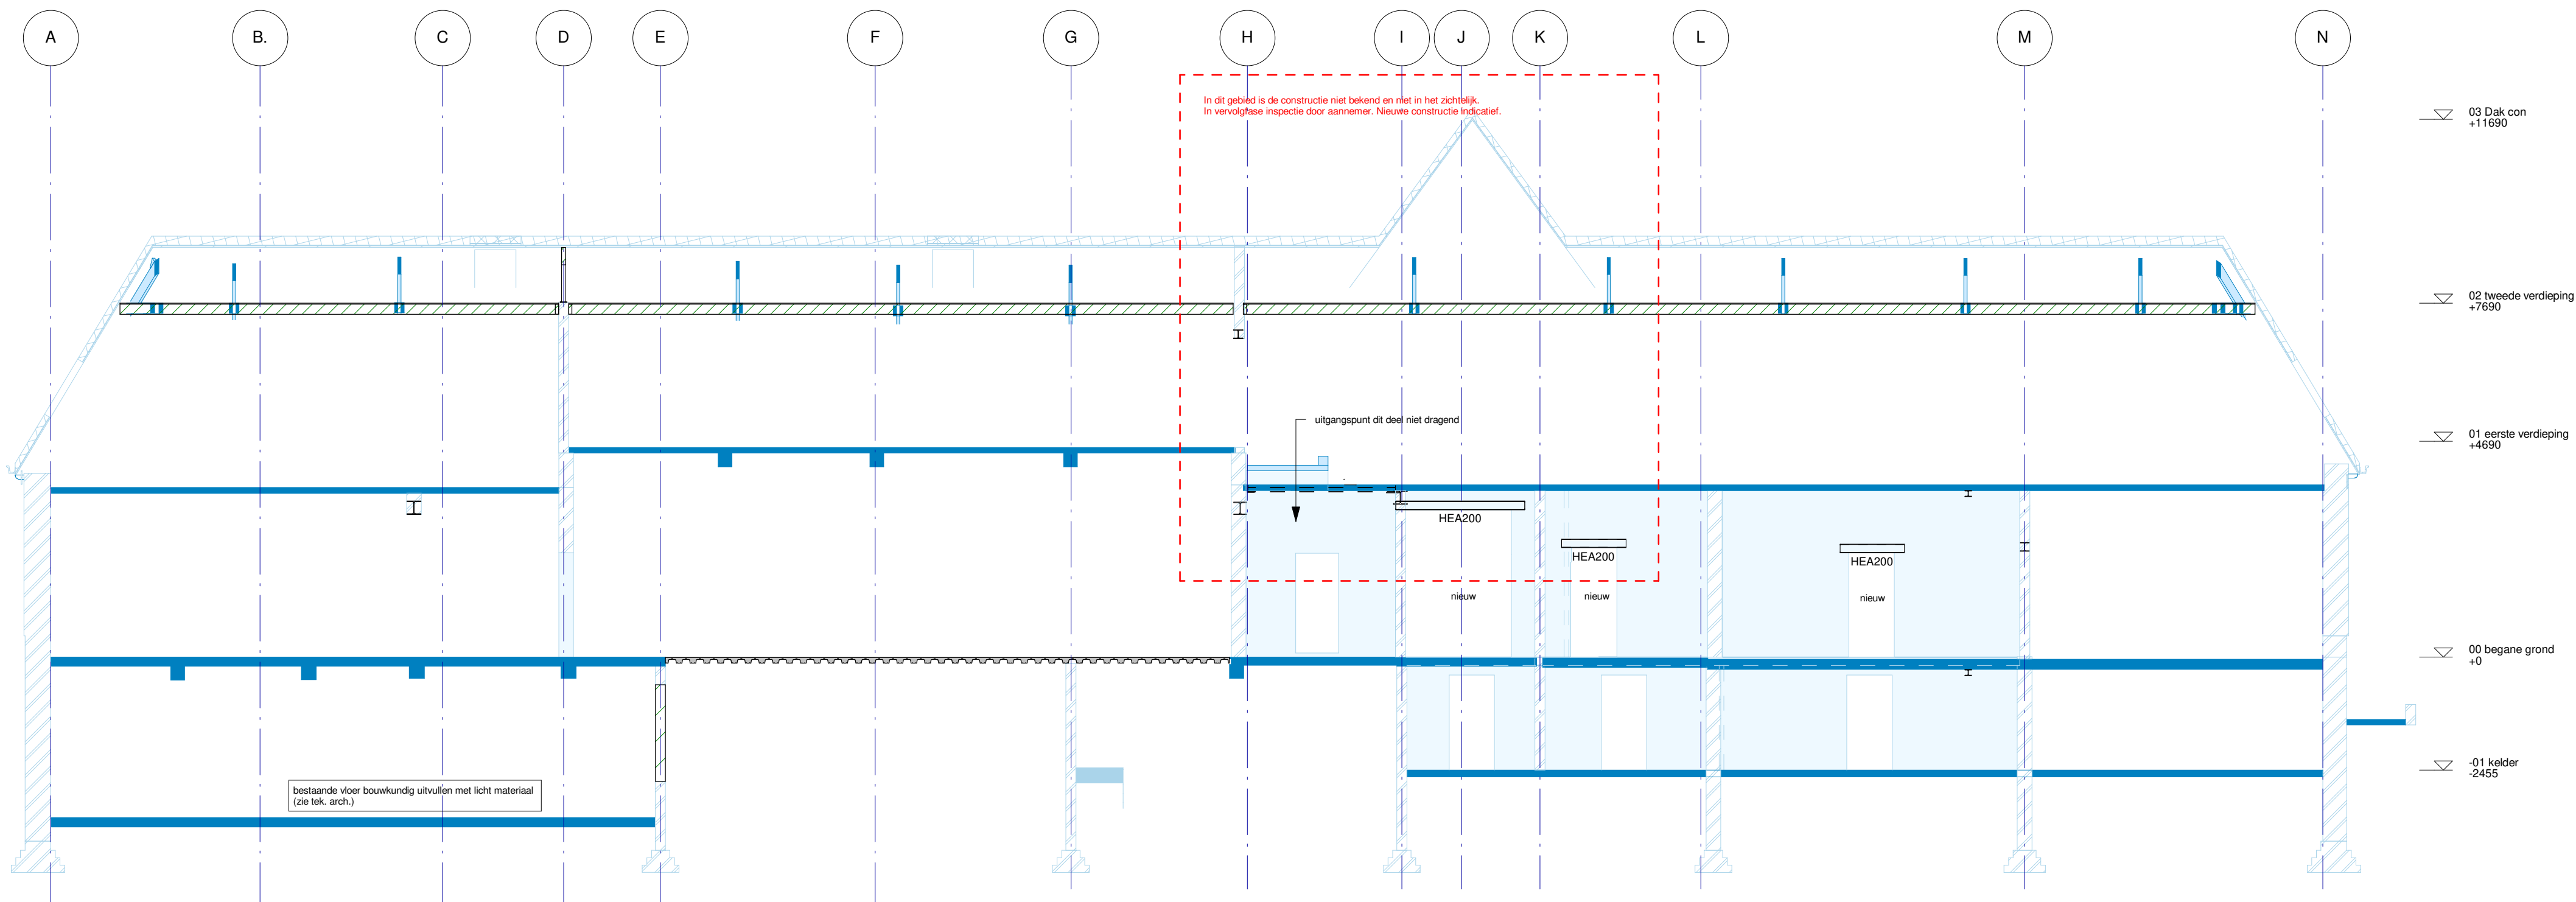 A
B.
C
D
E
F
G
H
I
J
K
L
M
N
In dit gebied is de constructie niet bekend en niet in het zichtelijk.
In vervolgfase inspectie door aannemer. Nieuwe constructie indicatief.
03 Dak con
+11690
02 tweede verdieping
+7690
uitgangspunt dit deel niet dragend
01 eerste verdieping
+4690
HEA200
HEA200
HEA200
nieuw
nieuw
nieuw
00 begane grond
+0
-01 kelder
-2455
bestaande vloer bouwkundig uitvullen met licht materiaal
(zie tek. arch.)